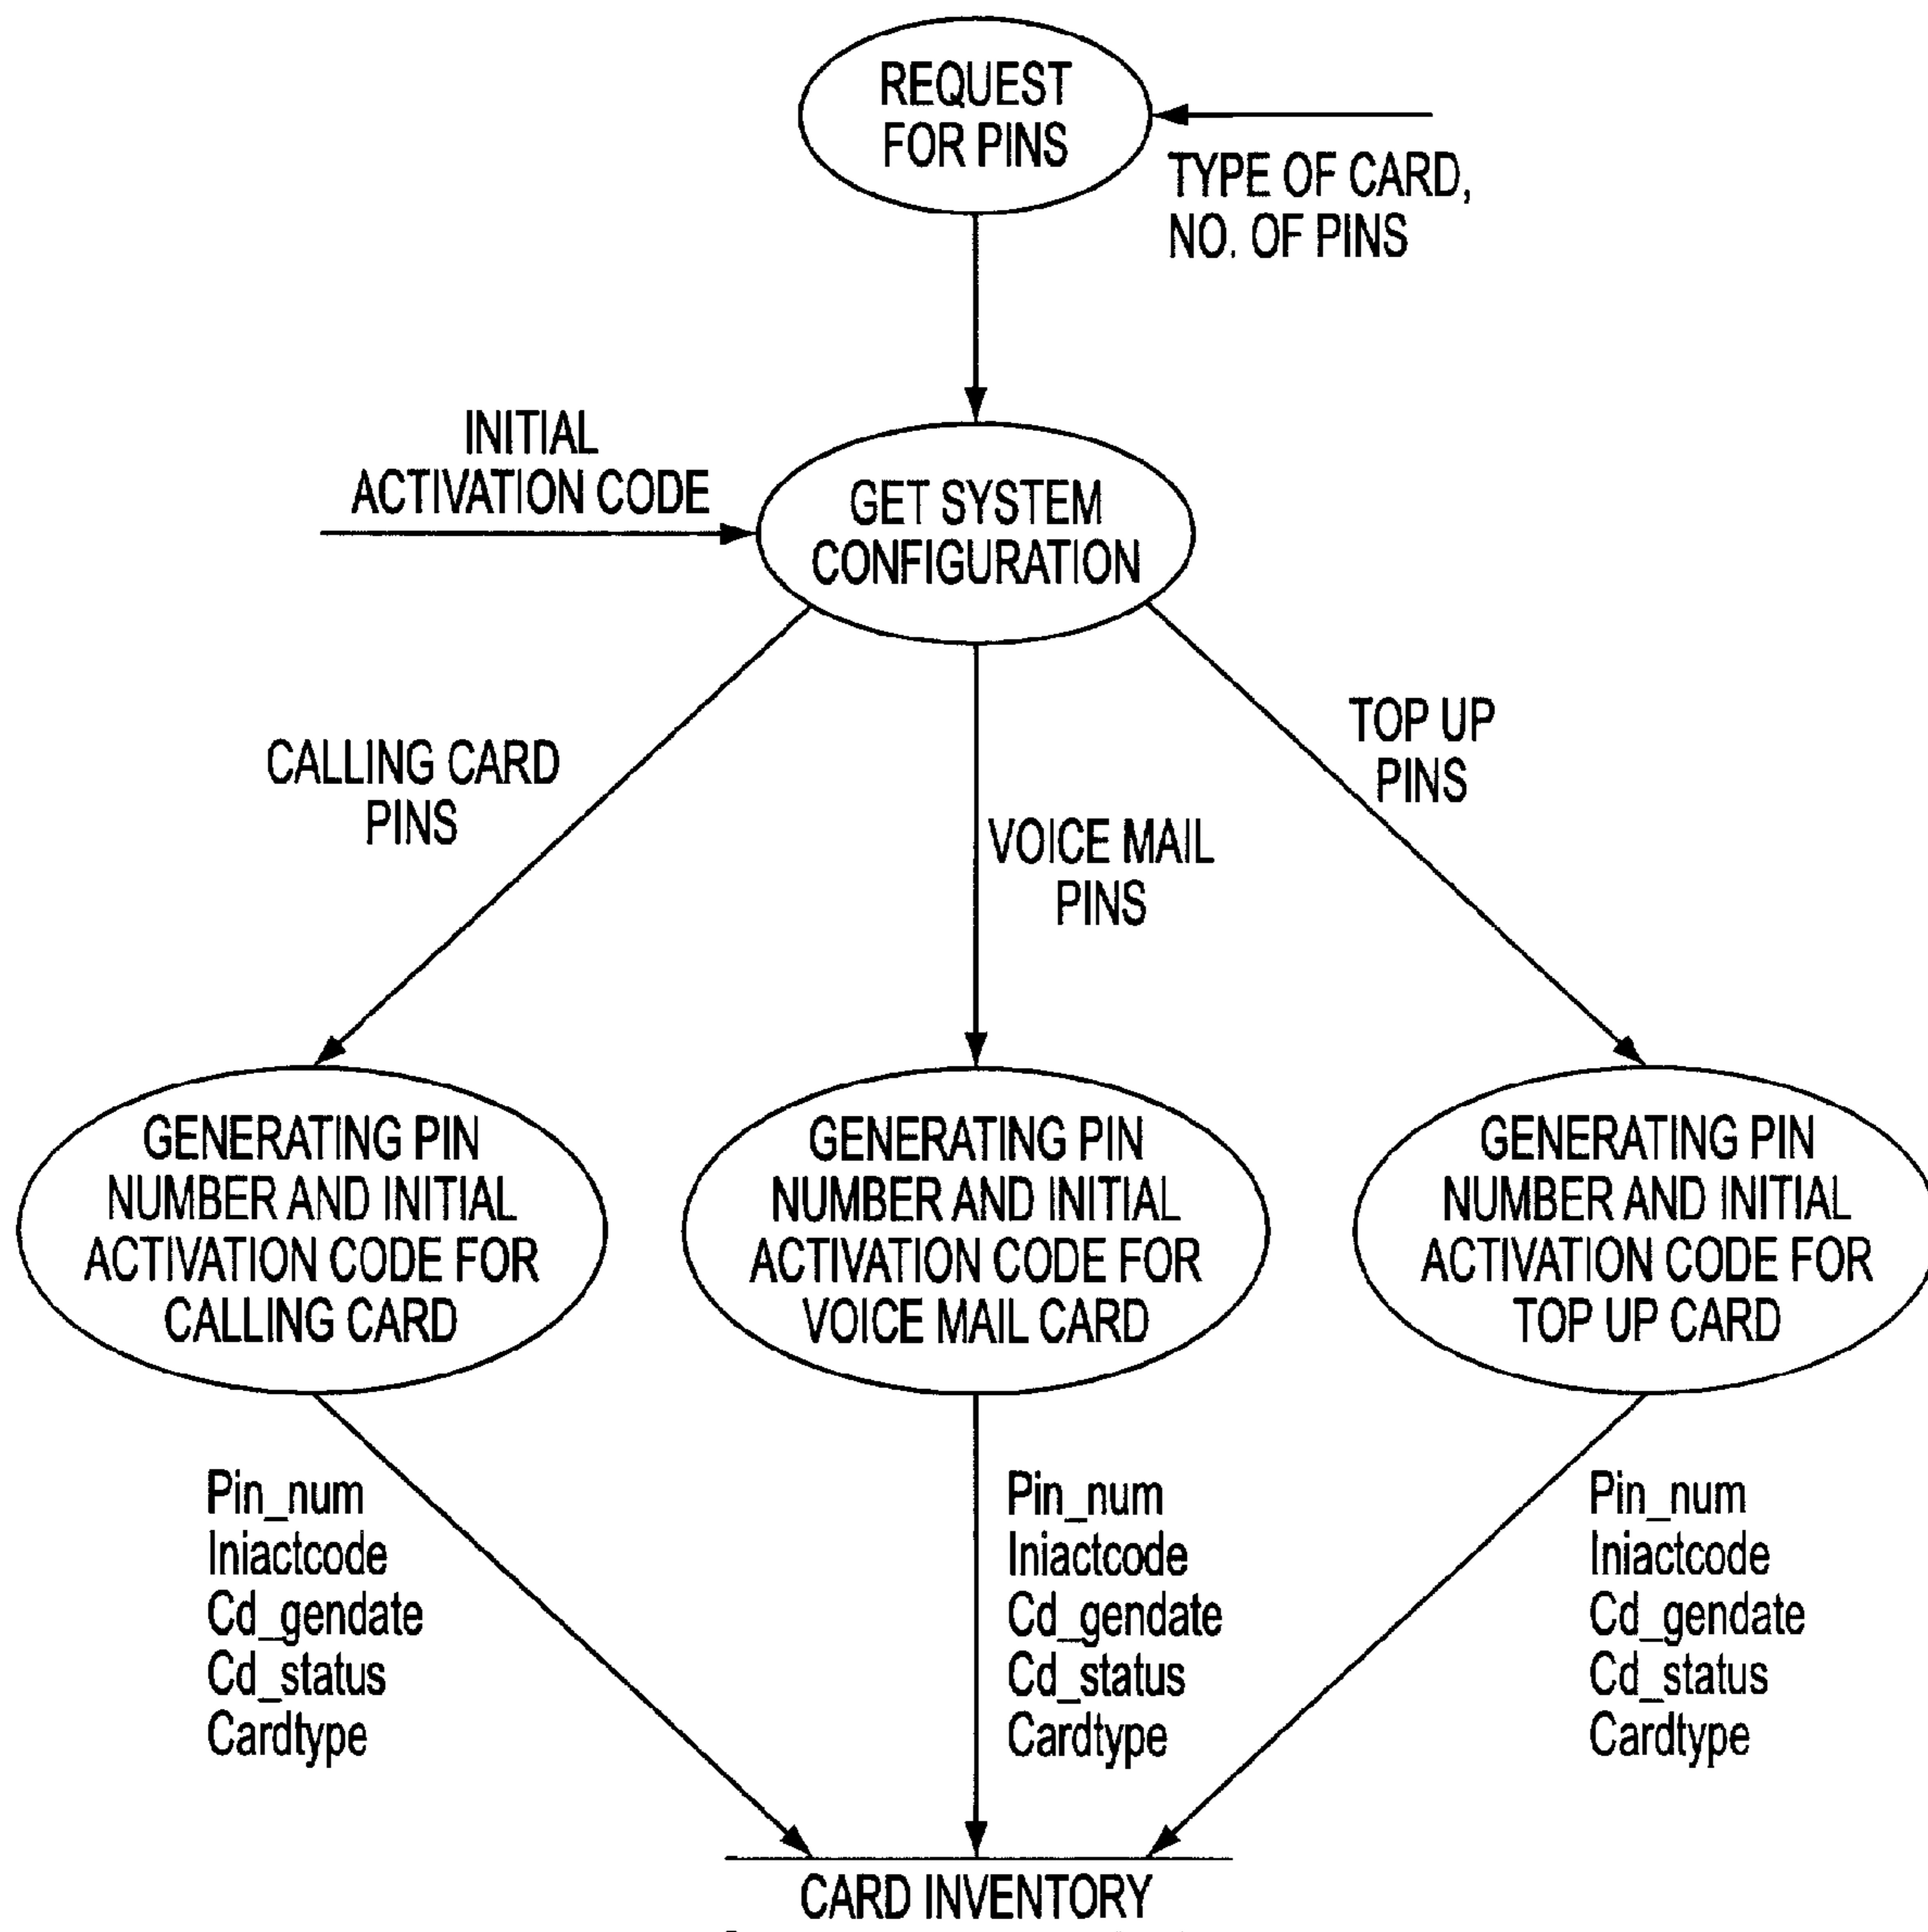 REQUEST
FOR PINS
TYPE OF CARD,
NO. OF PINS
INITIAL
ACTIVATION CODE
GET SYSTEM
CONFIGURATION
CALLING CARD
PINS
VOICE MAIL
PINS
TOP UP
PINS
GENERATING PIN
NUMBER AND INITIAL
ACTIVATION CODE FOR
CALLING CARD
GENERATING PIN
NUMBER AND INITIAL
ACTIVATION CODE FOR
VOICE MAIL CARD
GENERATING PIN
NUMBER AND INITIAL
ACTIVATION CODE FOR
TOP UP CARD
Pin_num
Iniactcode
Cd_gendate
Cd_status
Cardtype
Pin_num
Iniactcode
Cd_gendate
Cd_status
Cardtype
Pin_num
Iniactcode
Cd_gendate
Cd_status
Cardtype
CARD INVENTORY